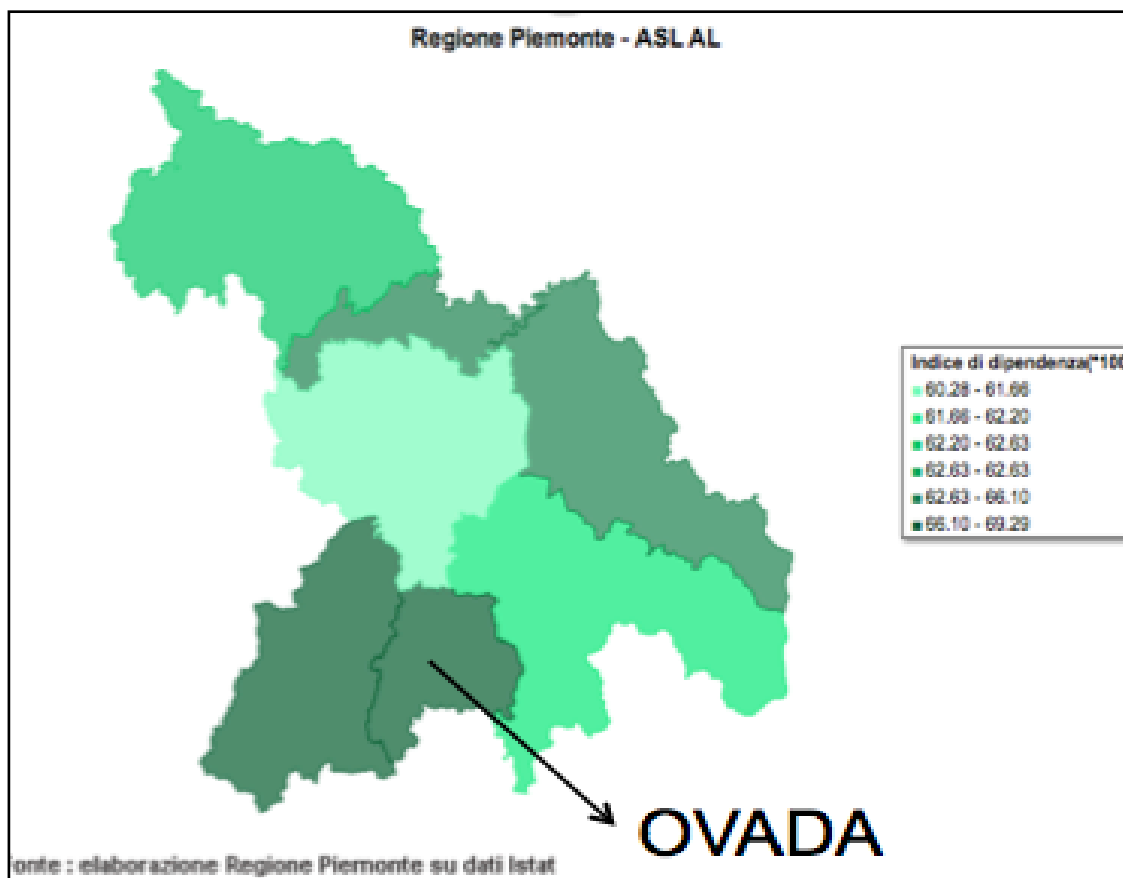 Regione Piemonte - ASL AL
Indice di dipendenza(*100
60.28 - 61.66
61.66 - 62.20
62.20 - 62.63
62.63 - 62.63
62.63 - 66.10
66.10 - 69.29
OVADA
onte : elaborazione Regione Piemonte su dati Istat